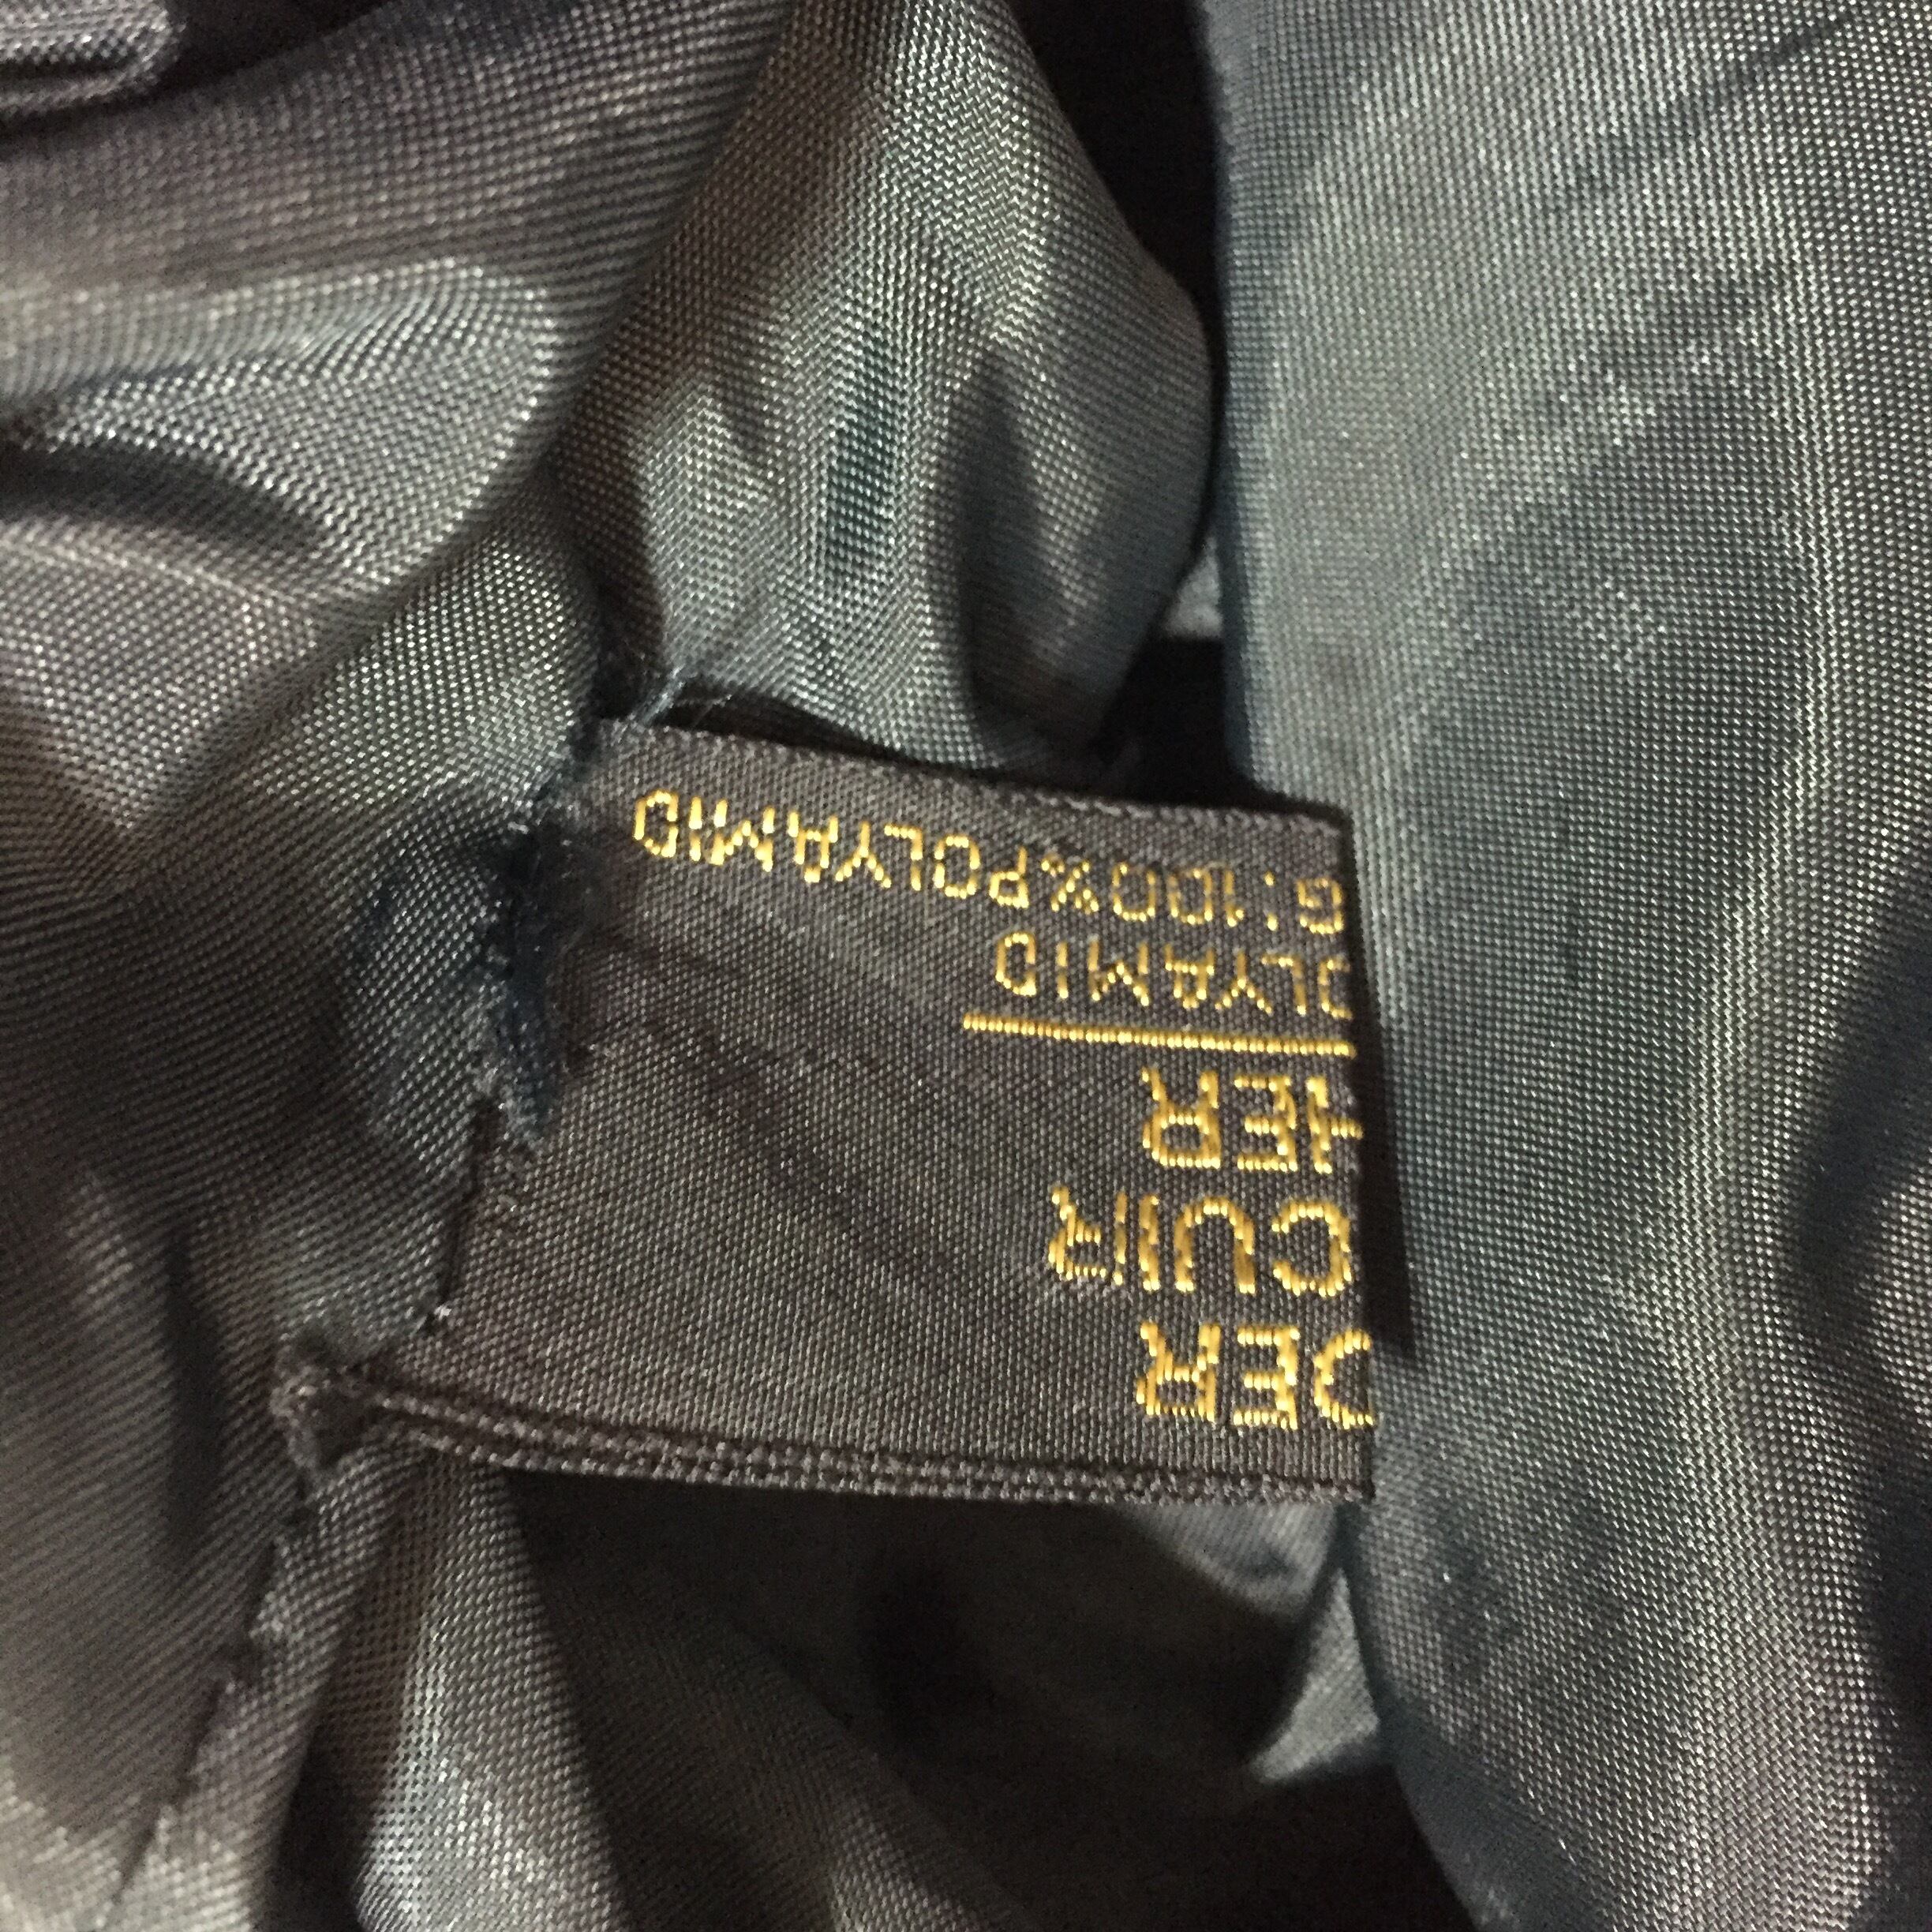 DER
CUIR
HER
OLYAMID
G:100%POLYAMID